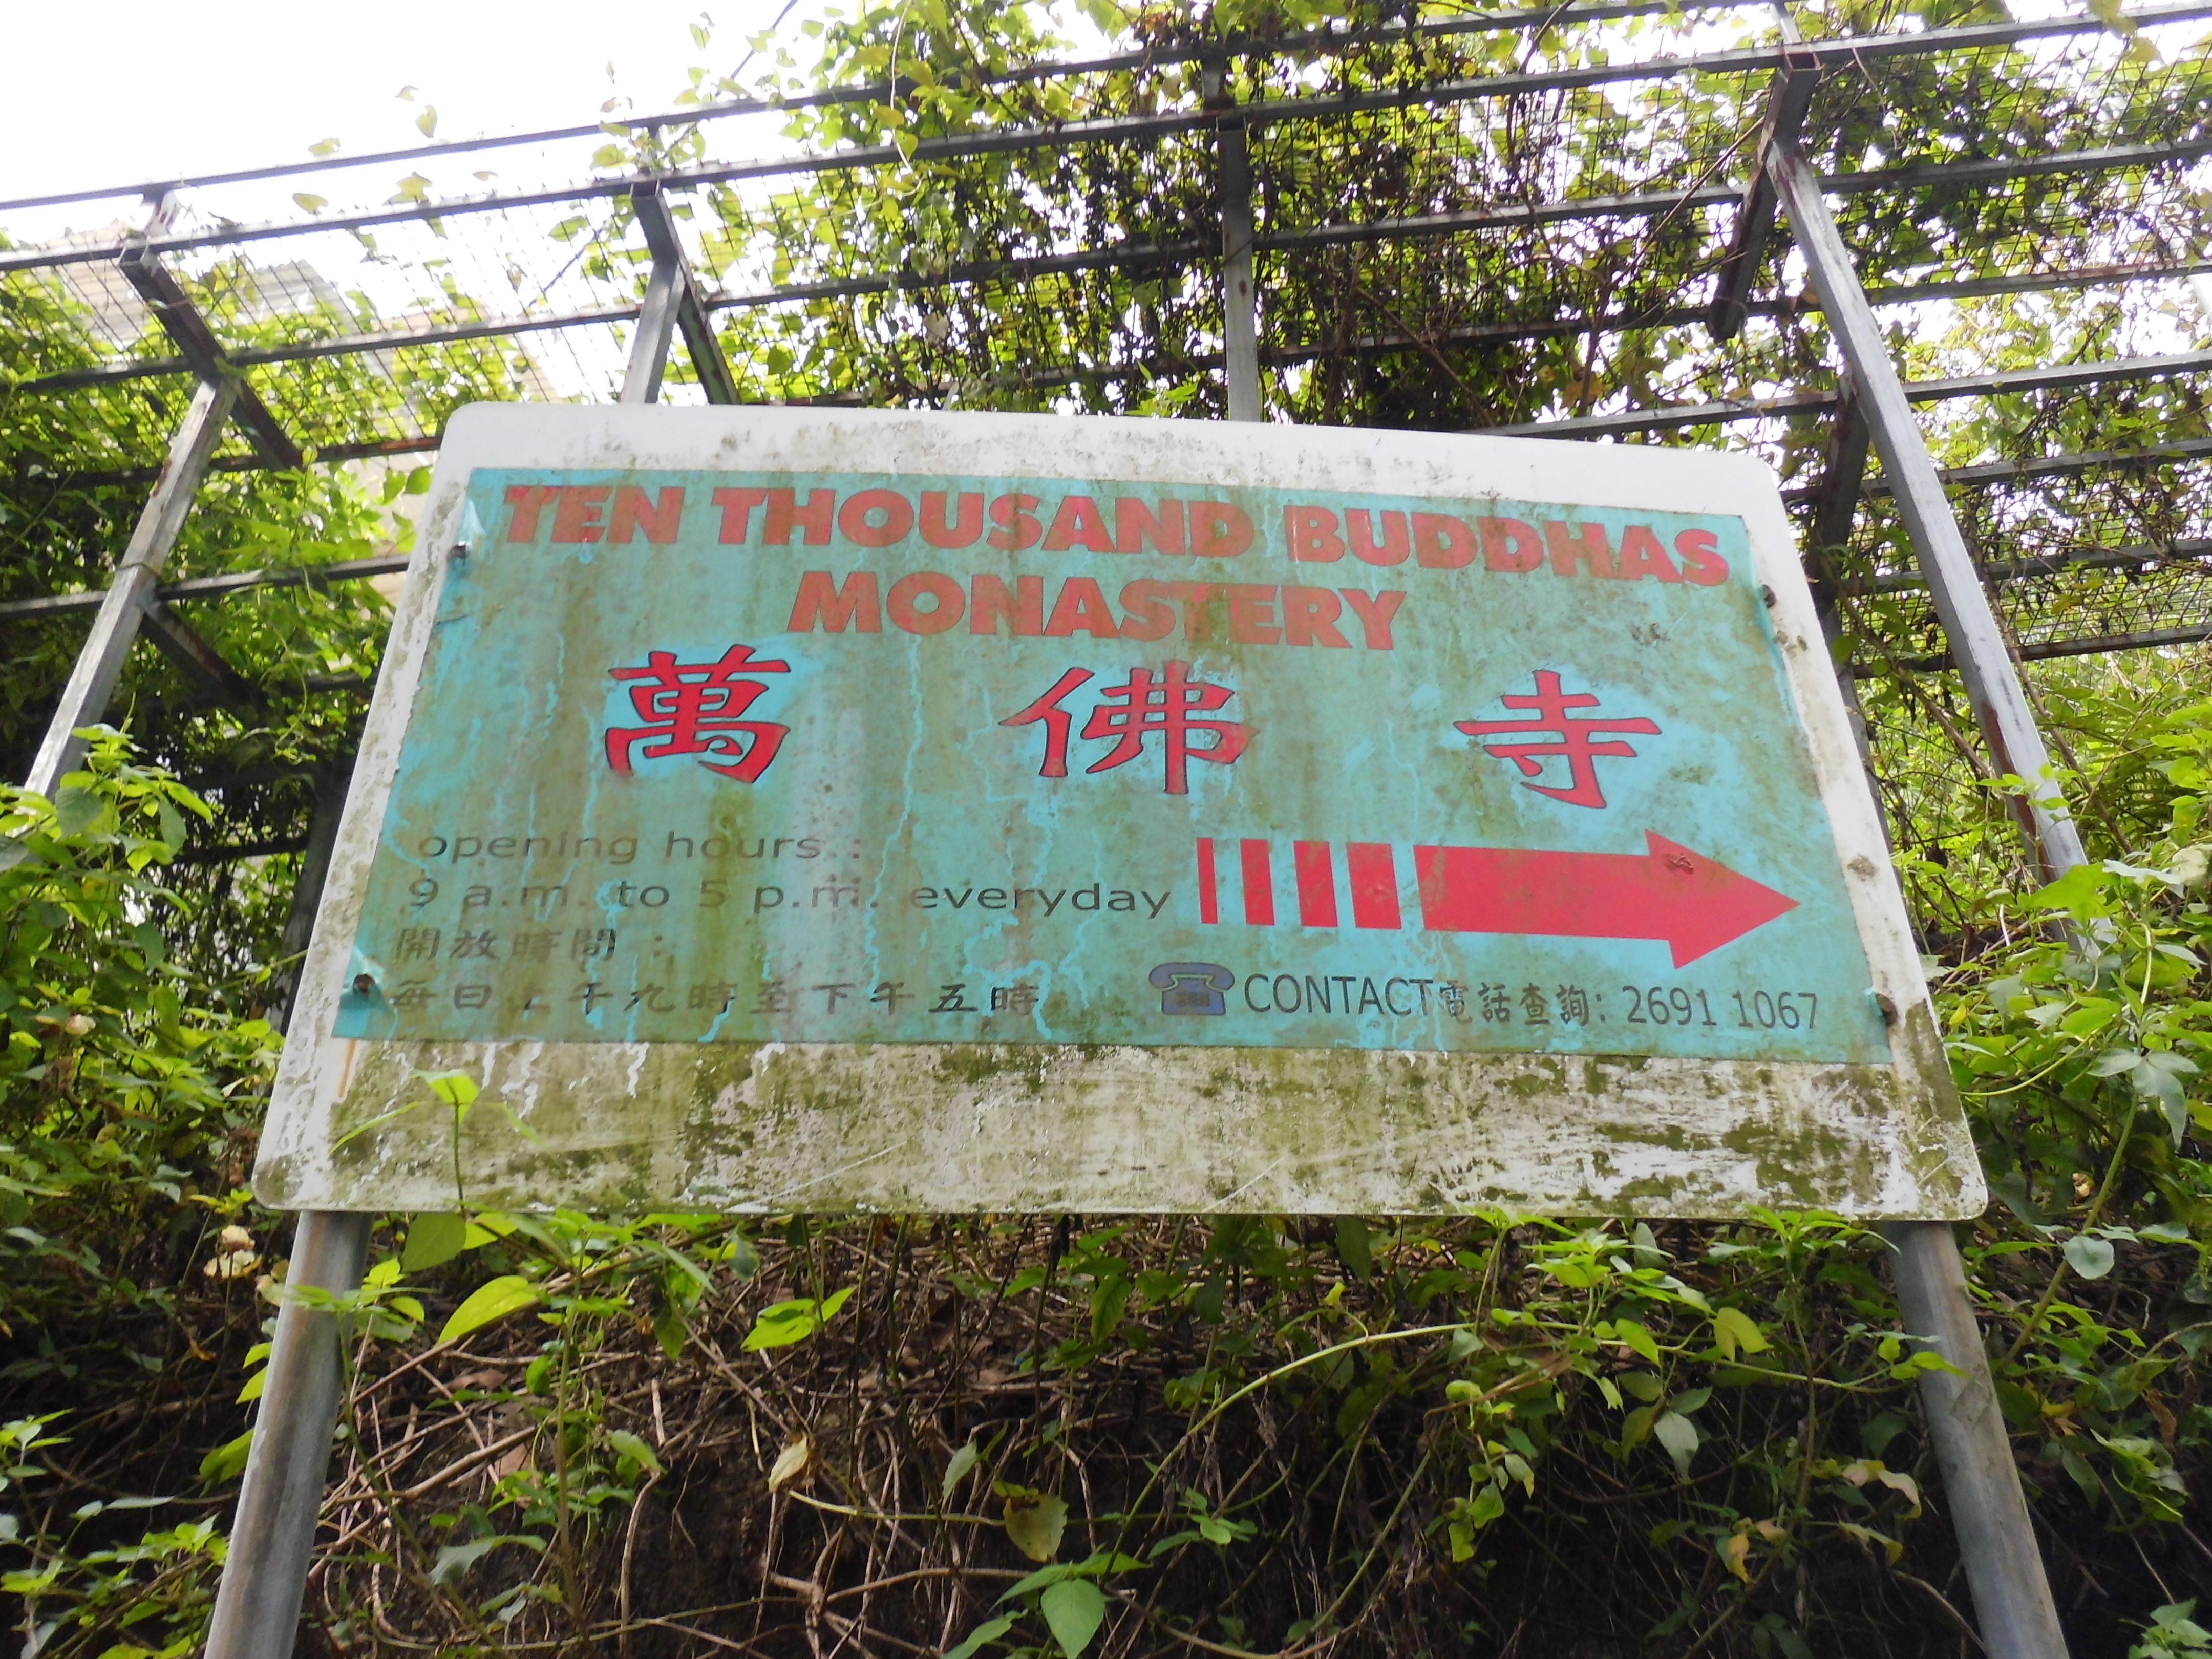 TEN THOUSAND BUDDHAS
MONASTERY
萬佛寺
opening hours :
9 a.m. to 5 p.m. everyday
開放時間 :
每日上午九時至下午五時
CONTACT電話查詢: 2691 1067